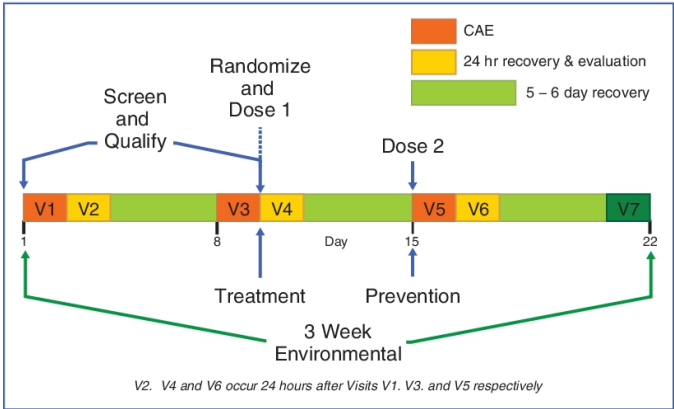 CAE
24 hr recovery & evaluation
5 – 6 day recovery
Randomize
and
Dose 1
Screen
and
Qualify
Dose 2
V1 V2 V3 V4 V5 V6 V7
1 8 Day 15 22
Treatment Prevention
3 Week
Environmental
V2. V4 and V6 occur 24 hours after Visits V1. V3. and V5 respectively